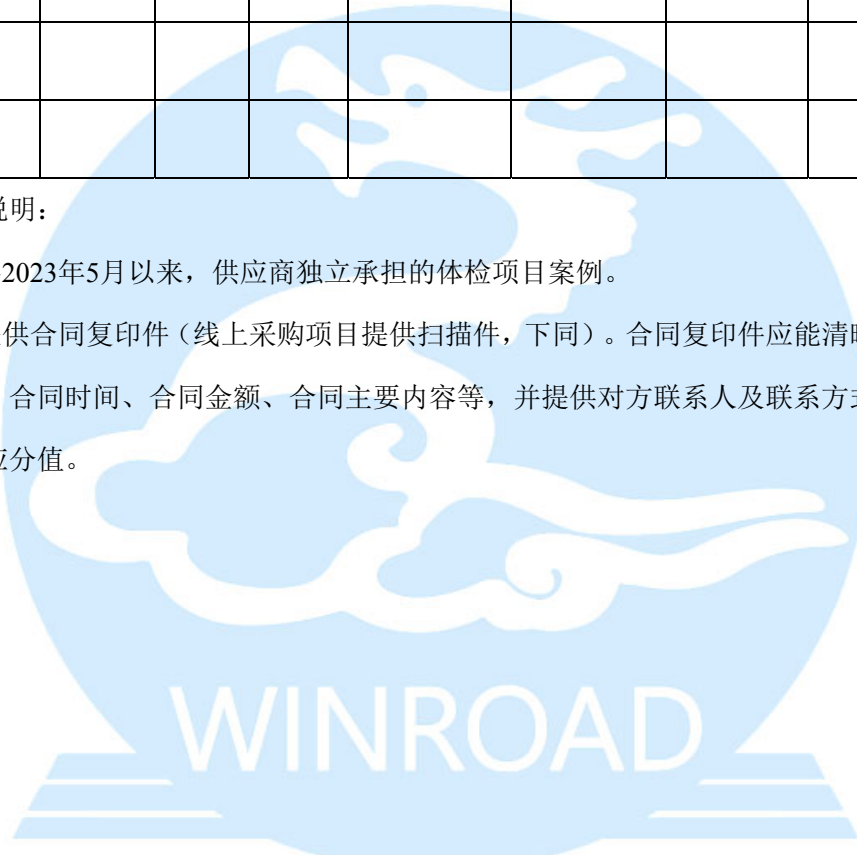 说明：
2023年5月以来，供应商独立承担的体检项目案例。
供合同复印件（线上采购项目提供扫描件，下同）。合同复印件应能清
合同时间、合同金额、合同主要内容等，并提供对方联系人及联系方
应分值。
WINROAD